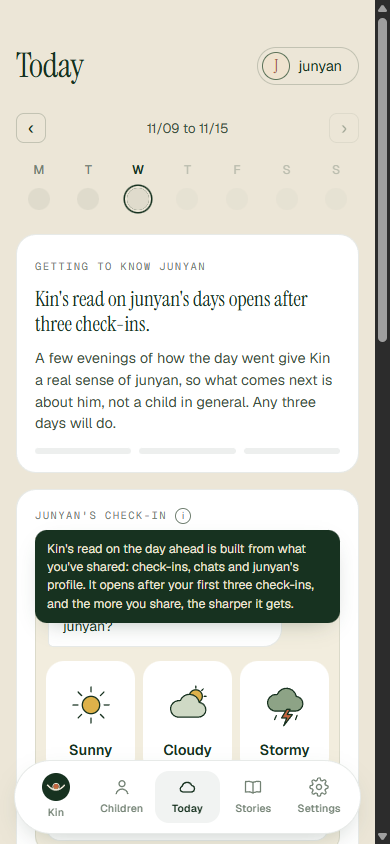 Today
J junyan
‹ 11/09 to 11/15 ›
M T W T F S S
GETTING TO KNOW JUNYAN
Kin's read on junyan's days opens after
three check-ins.
A few evenings of how the day went give Kin
a real sense of junyan, so what comes next is
about him, not a child in general. Any three
days will do.
JUNYAN'S CHECK-IN i
Kin's read on the day ahead is built from what
you've shared: check-ins, chats and junyan's
profile. It opens after your first three check-ins,
and the more you share, the sharper it gets.
junyan?
Sunny Cloudy Stormy
Kin Children Today Stories Settings